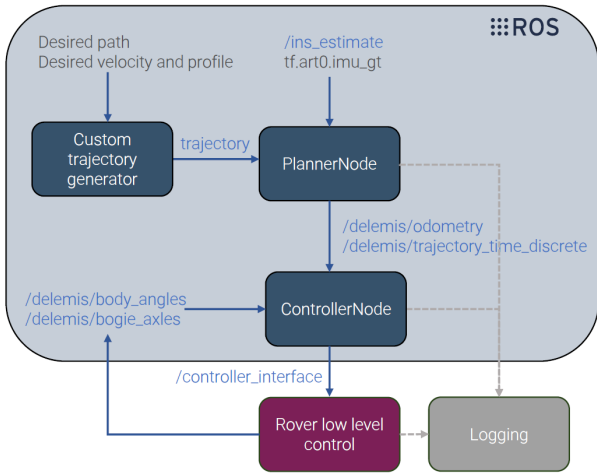 ROS
Desired path
Desired velocity and profile
/ins_estimate
tf.art0.imu_gt
Custom
trajectory
generator
trajectory
PlannerNode
/delemis/odometry
/delemis/trajectory_time_discrete
/delemis/body_angles
/delemis/bogie_axles
ControllerNode
/controller_interface
Rover low level
control
Logging